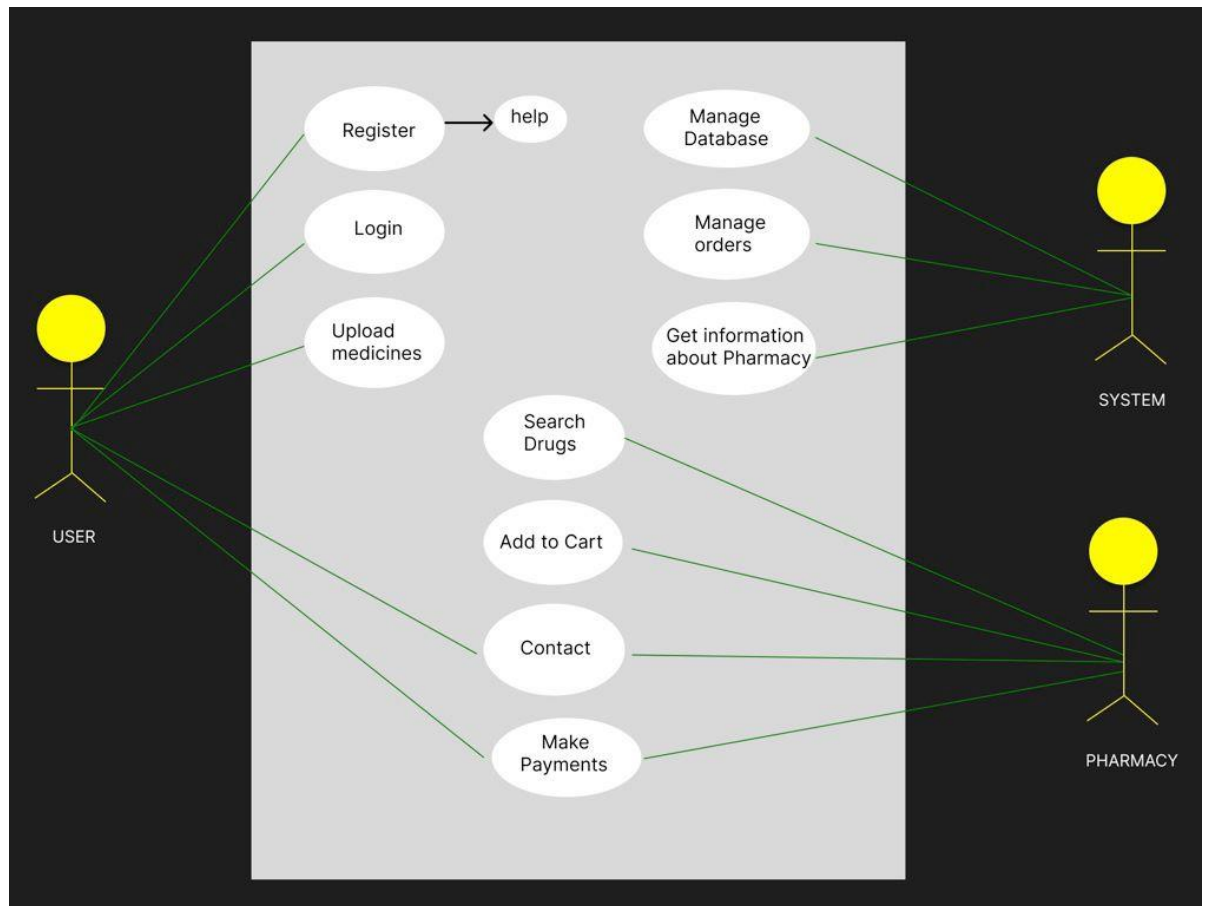 Register
help
Manage
Database
Login
Manage
orders
Upload
medicines
Get information
about Pharmacy
Search
Drugs
Add to Cart
Contact
Make
Payments
USER
SYSTEM
PHARMACY